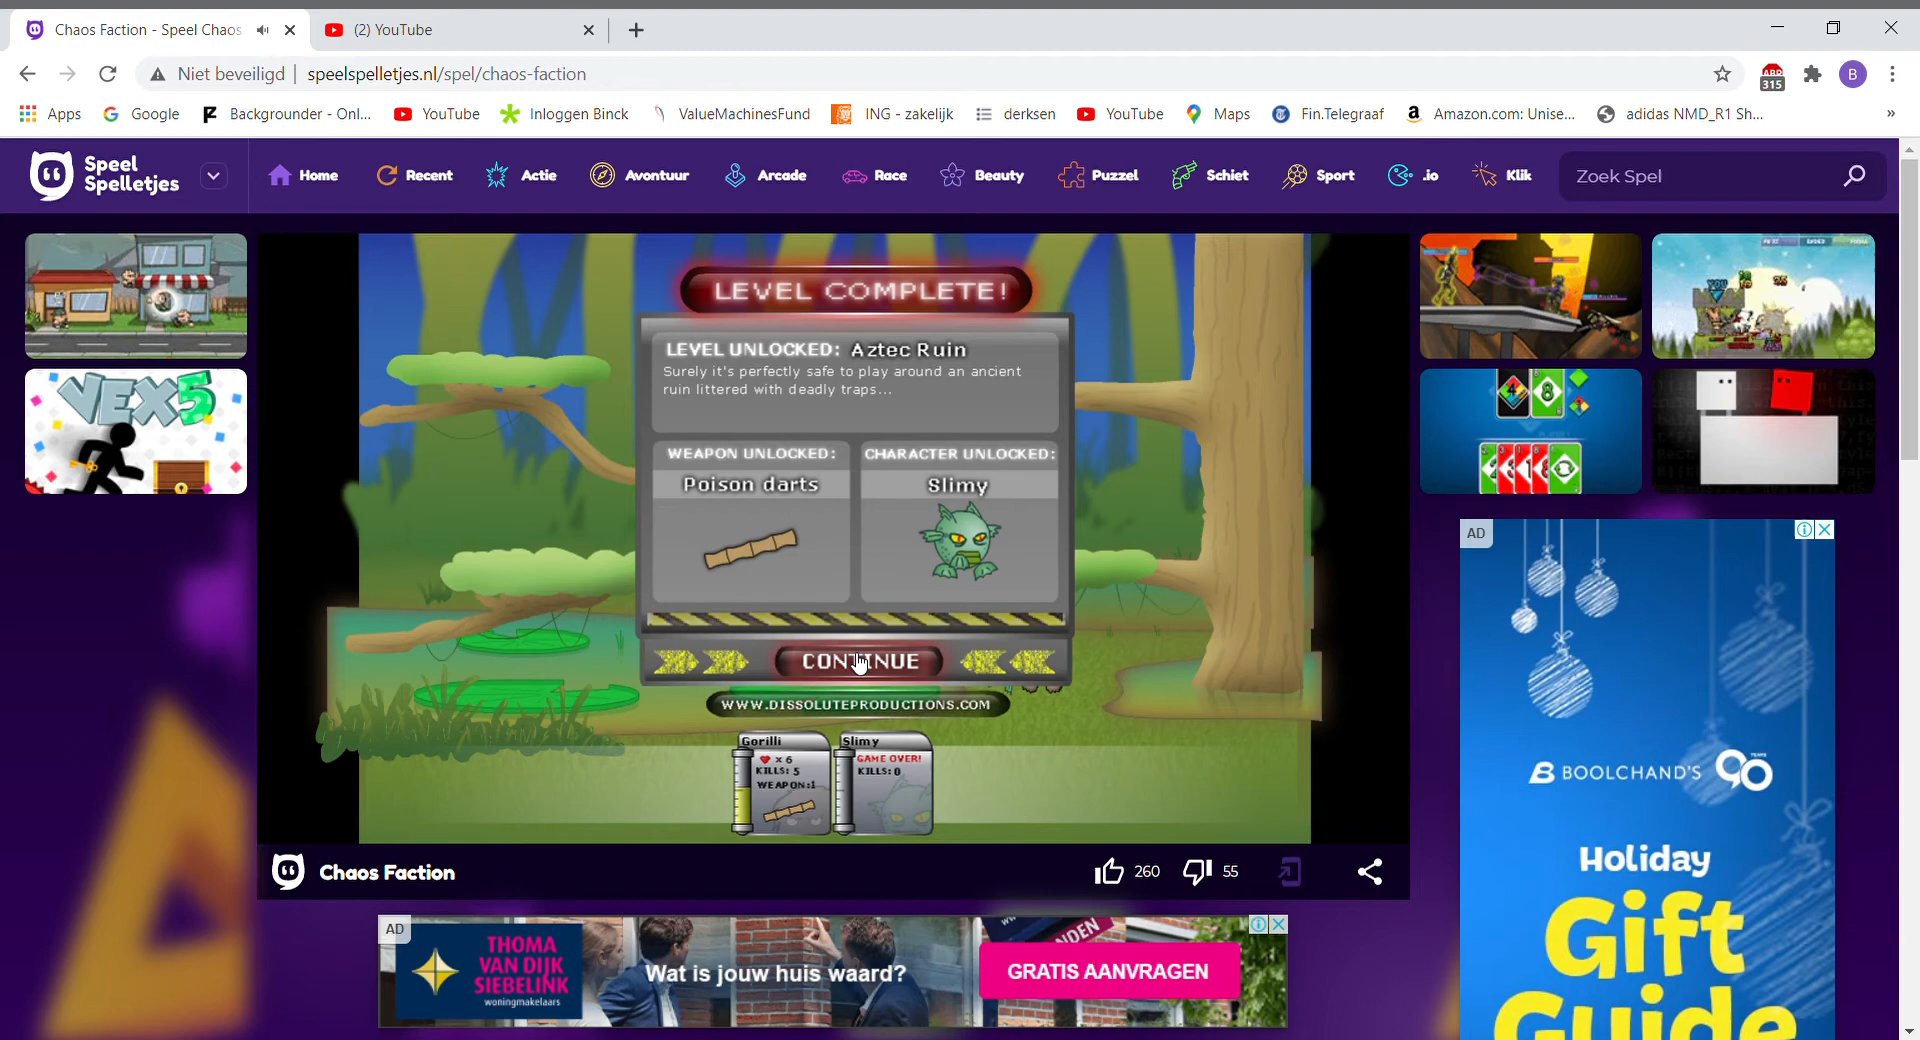 Chaos Faction - Speel Chaos
(2) YouTube
Niet beveiligd
speelspelletjes.nl/spel/chaos-faction
ABP
315
B
Apps
Google
Backgrounder - Onl...
YouTube
Inloggen Binck
ValueMachinesFund
ING - zakelijk
derksen
YouTube
Maps
Fin.Telegraaf
Amazon.com: Unise...
adidas NMD_R1 Sh...
»
Speel
Spelletjes
Home
Recent
Actie
Avontuur
Arcade
Race
Beauty
Puzzel
Schiet
Sport
.io
Klik
Zoek Spel
VEX5
LEVEL COMPLETE!
LEVEL UNLOCKED: Aztec Ruin
Surely it's perfectly safe to play around an ancient
ruin littered with deadly traps...
WEAPON UNLOCKED:
Poison darts
CHARACTER UNLOCKED:
Slimy
CONTINUE
WWW.DISSOLUTEPRODUCTIONS.COM
Gorilli
x 6
KILLS: 5
WEAPON:1
Slimy
GAME OVER!
KILLS: 0
Chaos Faction
260
55
AD
THOMA
VAN DIJK
SIEBELINK
woningmakelaars
Wat is jouw huis waard?
GRATIS AANVRAGEN
AD
BOOLCHAND'S 90
YEARS
Holiday
Gift
Guide